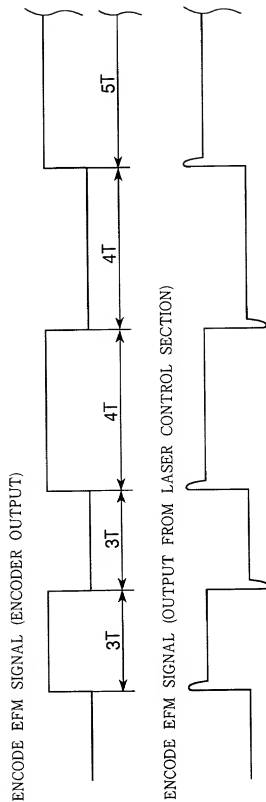 ENCODE EFM SIGNAL (ENCODER OUTPUT)
3T 3T 4T 4T 5T
ENCODE EFM SIGNAL (OUTPUT FROM LASER CONTROL SECTION)